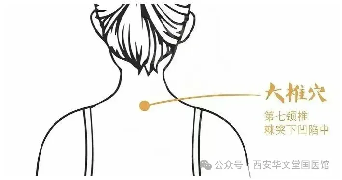 大椎穴
第七颈椎
棘突下凹陷中
公众号·西安华文堂国医馆